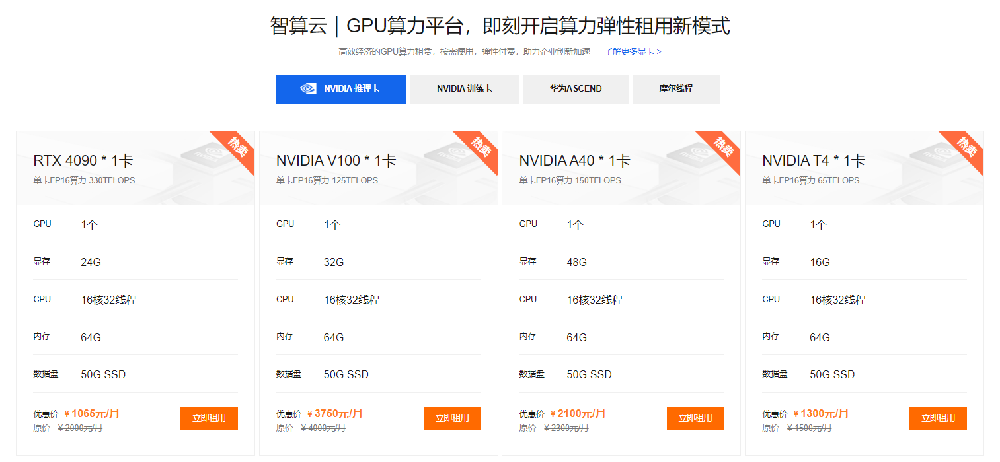 智算云｜GPU算力平台，即刻开启算力弹性租用新模式
高效经济的GPU算力租赁，按需使用，弹性付费，助力企业创新加速 了解更多显卡 >
NVIDIA 推理卡
NVIDIA 训练卡
华为ASCEND
摩尔线程
热卖
RTX 4090 * 1卡
单卡FP16算力 330TFLOPS
GPU 1个
显存 24G
CPU 16核32线程
内存 64G
数据盘 50G SSD
优惠价 ¥ 1065元/月
原价 ¥ 2000元/月
立即租用
热卖
NVIDIA V100 * 1卡
单卡FP16算力 125TFLOPS
GPU 1个
显存 32G
CPU 16核32线程
内存 64G
数据盘 50G SSD
优惠价 ¥ 3750元/月
原价 ¥ 4000元/月
立即租用
热卖
NVIDIA A40 * 1卡
单卡FP16算力 150TFLOPS
GPU 1个
显存 48G
CPU 16核32线程
内存 64G
数据盘 50G SSD
优惠价 ¥ 2100元/月
原价 ¥ 2300元/月
立即租用
热卖
NVIDIA T4 * 1卡
单卡FP16算力 65TFLOPS
GPU 1个
显存 16G
CPU 16核32线程
内存 64G
数据盘 50G SSD
优惠价 ¥ 1300元/月
原价 ¥ 1500元/月
立即租用